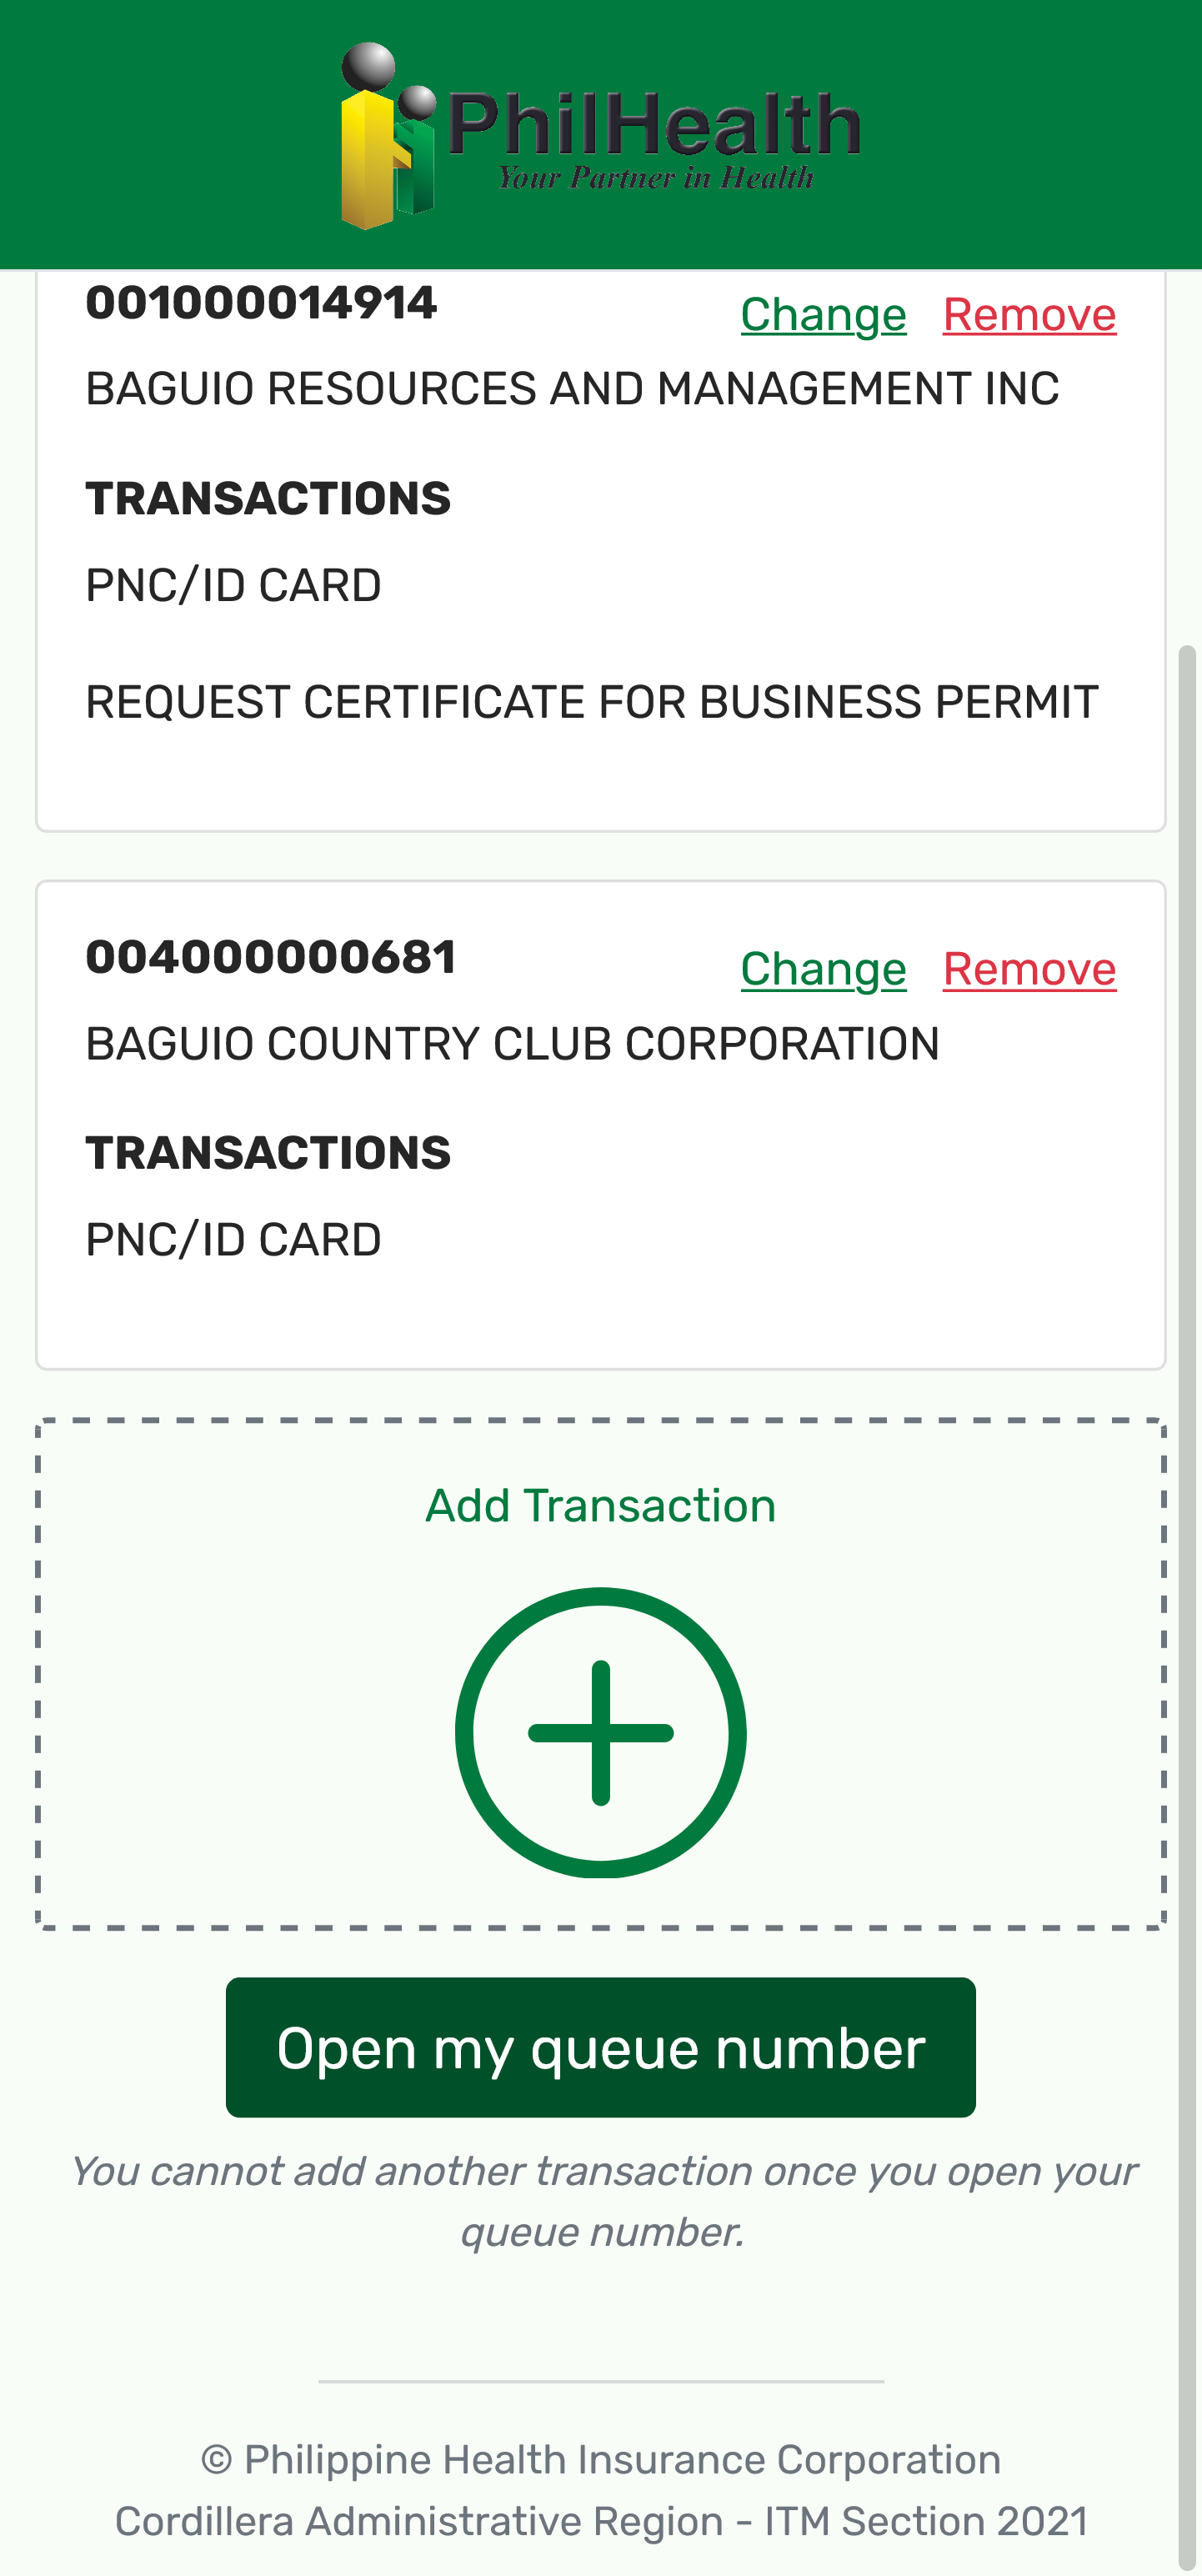 PhilHealth
Your Partner in Health
001000014914
Change Remove
BAGUIO RESOURCES AND MANAGEMENT INC
TRANSACTIONS
PNC/ID CARD
REQUEST CERTIFICATE FOR BUSINESS PERMIT
004000000681
Change Remove
BAGUIO COUNTRY CLUB CORPORATION
TRANSACTIONS
PNC/ID CARD
Add Transaction
Open my queue number
You cannot add another transaction once you open your
queue number.
© Philippine Health Insurance Corporation
Cordillera Administrative Region - ITM Section 2021